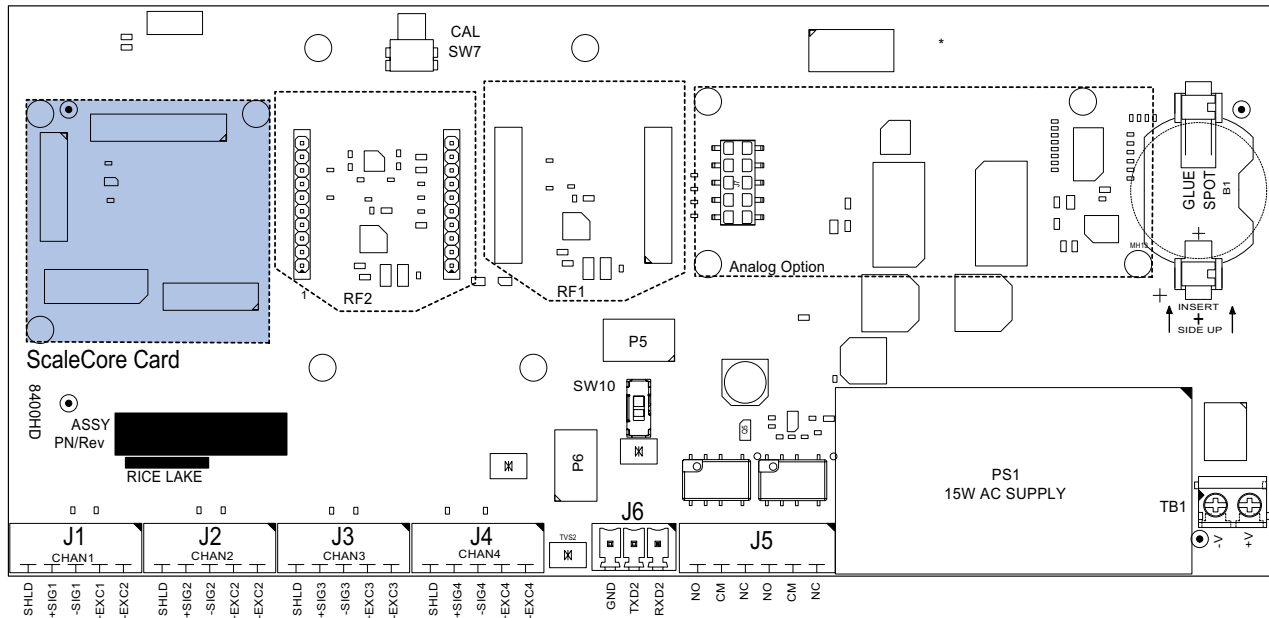 CAL
SW7
*
GLUE
SPOT
B1
J7
MH13
Analog Option
RF2
1
RF1
INSERT
+
SIDE UP
ScaleCore Card
P5
SW10
8400HD
ASSY
PN/Rev
RICE LAKE
P6
Q5
PS1
15W AC SUPPLY
TB1
-V
+V
J1
CHAN1
J2
CHAN2
J3
CHAN3
J4
CHAN4
TVS2
J6
J5
SHLD
+SIG1
-SIG1
-EXC1
-EXC2
SHLD
+SIG2
-SIG2
-EXC2
-EXC2
SHLD
+SIG3
-SIG3
-EXC3
-EXC3
SHLD
+SIG4
-SIG4
-EXC4
-EXC4
GND
TXD2
RXD2
NO
CM
NC
NO
CM
NC